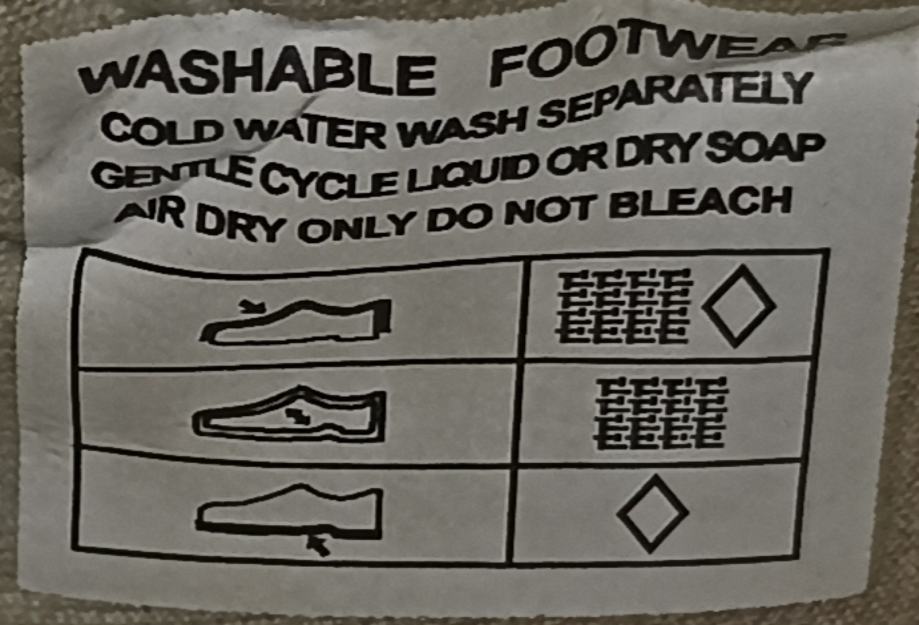 WASHABLE FOOTWEAR
COLD WATER WASH SEPARATELY
GENTLE CYCLE LIQUID OR DRY SOAP
AIR DRY ONLY DO NOT BLEACH